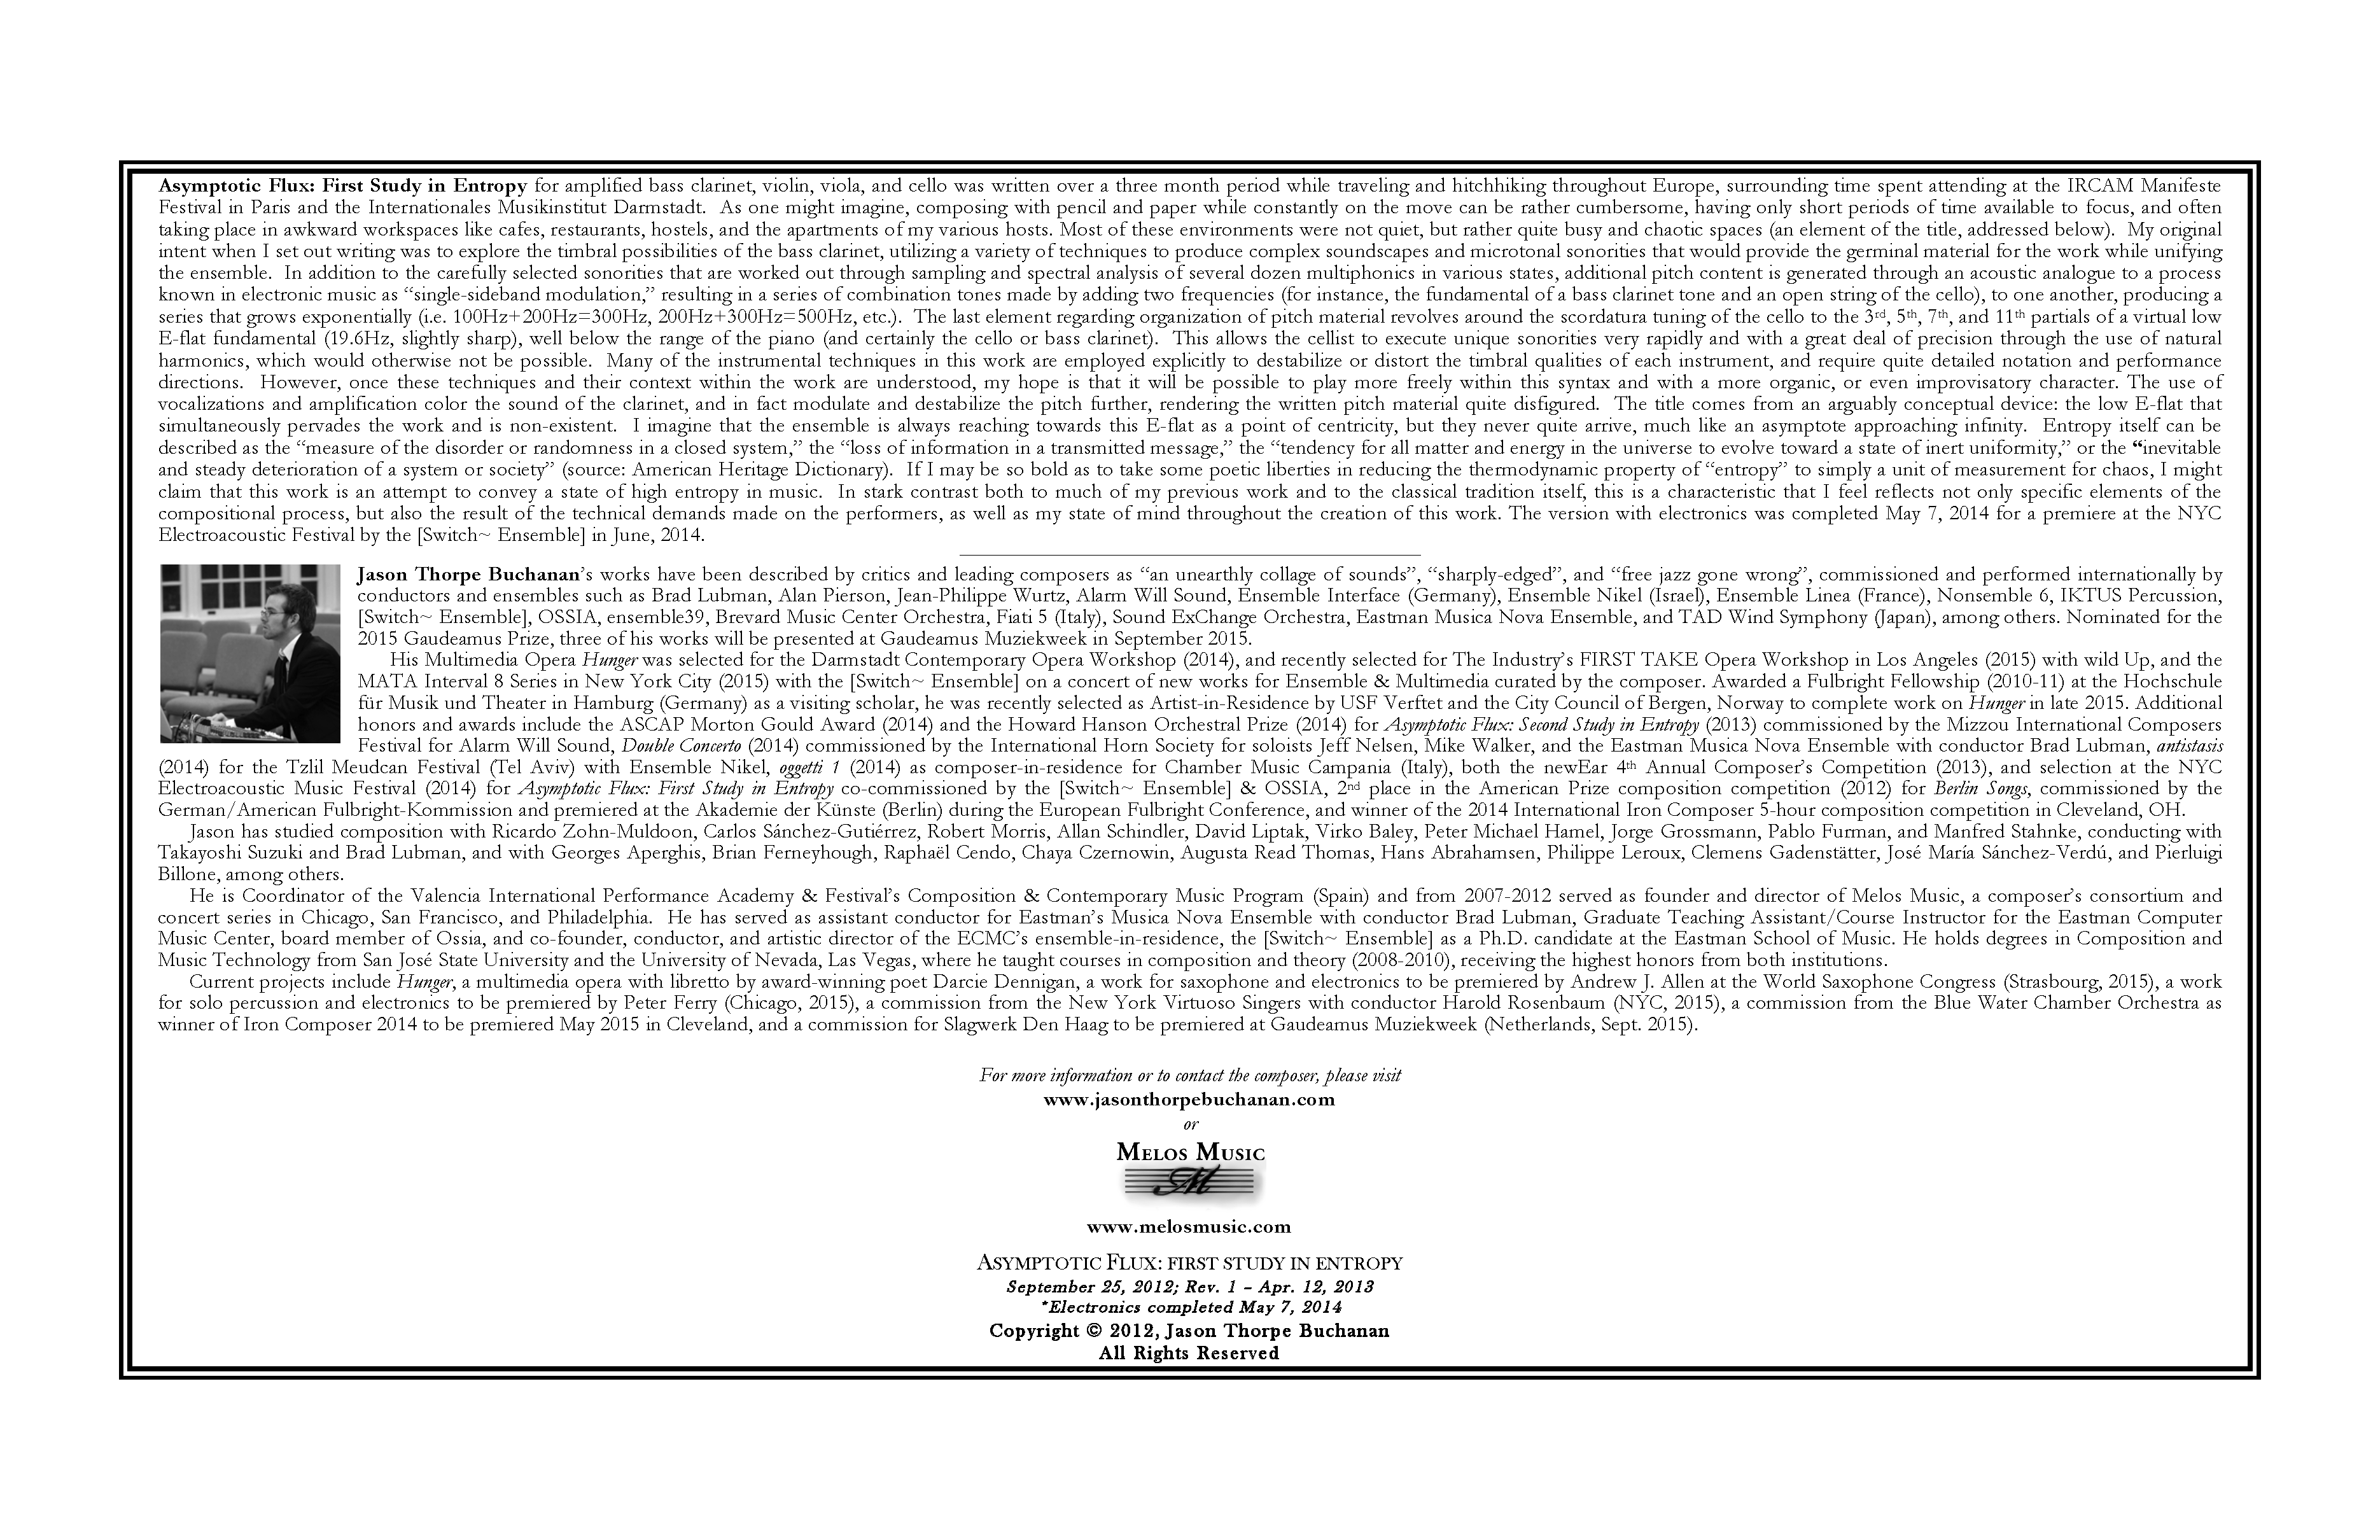 Asymptotic Flux: First Study in Entropy for amplified bass clarinet, violin, viola, and cello was written over a three month period while traveling and hitchhiking throughout Europe, surrounding time spent attending at the IRCAM Manifeste
Festival in Paris and the Internationales Musikinstitut Darmstadt.  As one might imagine, composing with pencil and paper while constantly on the move can be rather cumbersome, having only short periods of time available to focus, and often
taking place in awkward workspaces like cafes, restaurants, hostels, and the apartments of my various hosts. Most of these environments were not quiet, but rather quite busy and chaotic spaces (an element of the title, addressed below).  My original
intent when I set out writing was to explore the timbral possibilities of the bass clarinet, utilizing a variety of techniques to produce complex soundscapes and microtonal sonorities that would provide the germinal material for the work while unifying
the ensemble.  In addition to the carefully selected sonorities that are worked out through sampling and spectral analysis of several dozen multiphonics in various states, additional pitch content is generated through an acoustic analogue to a process
known in electronic music as “single-sideband modulation,” resulting in a series of combination tones made by adding two frequencies (for instance, the fundamental of a bass clarinet tone and an open string of the cello), to one another, producing a
series that grows exponentially (i.e. 100Hz+200Hz=300Hz, 200Hz+300Hz=500Hz, etc.).  The last element regarding organization of pitch material revolves around the scordatura tuning of the cello to the 3rd, 5th, 7th, and 11th partials of a virtual low
E-flat fundamental (19.6Hz, slightly sharp), well below the range of the piano (and certainly the cello or bass clarinet).  This allows the cellist to execute unique sonorities very rapidly and with a great deal of precision through the use of natural
harmonics, which would otherwise not be possible.  Many of the instrumental techniques in this work are employed explicitly to destabilize or distort the timbral qualities of each instrument, and require quite detailed notation and performance
directions.  However, once these techniques and their context within the work are understood, my hope is that it will be possible to play more freely within this syntax and with a more organic, or even improvisatory character. The use of
vocalizations and amplification color the sound of the clarinet, and in fact modulate and destabilize the pitch further, rendering the written pitch material quite disfigured.  The title comes from an arguably conceptual device: the low E-flat that
simultaneously pervades the work and is non-existent.  I imagine that the ensemble is always reaching towards this E-flat as a point of centricity, but they never quite arrive, much like an asymptote approaching infinity.  Entropy itself can be
described as the “measure of the disorder or randomness in a closed system,” the “loss of information in a transmitted message,” the “tendency for all matter and energy in the universe to evolve toward a state of inert uniformity,” or the “inevitable
and steady deterioration of a system or society” (source: American Heritage Dictionary).  If I may be so bold as to take some poetic liberties in reducing the thermodynamic property of “entropy” to simply a unit of measurement for chaos, I might
claim that this work is an attempt to convey a state of high entropy in music.  In stark contrast both to much of my previous work and to the classical tradition itself, this is a characteristic that I feel reflects not only specific elements of the
compositional process, but also the result of the technical demands made on the performers, as well as my state of mind throughout the creation of this work. The version with electronics was completed May 7, 2014 for a premiere at the NYC
Electroacoustic Festival by the [Switch~ Ensemble] in June, 2014.
Jason Thorpe Buchanan’s works have been described by critics and leading composers as “an unearthly collage of sounds”, “sharply-edged”, and “free jazz gone wrong”, commissioned and performed internationally by
conductors and ensembles such as Brad Lubman, Alan Pierson, Jean-Philippe Wurtz, Alarm Will Sound, Ensemble Interface (Germany), Ensemble Nikel (Israel), Ensemble Linea (France), Nonsemble 6, IKTUS Percussion,
[Switch~ Ensemble], OSSIA, ensemble39, Brevard Music Center Orchestra, Fiati 5 (Italy), Sound ExChange Orchestra, Eastman Musica Nova Ensemble, and TAD Wind Symphony (Japan), among others. Nominated for the
2015 Gaudeamus Prize, three of his works will be presented at Gaudeamus Muziekweek in September 2015.
His Multimedia Opera Hunger was selected for the Darmstadt Contemporary Opera Workshop (2014), and recently selected for The Industry’s FIRST TAKE Opera Workshop in Los Angeles (2015) with wild Up, and the
MATA Interval 8 Series in New York City (2015) with the [Switch~ Ensemble] on a concert of new works for Ensemble & Multimedia curated by the composer. Awarded a Fulbright Fellowship (2010-11) at the Hochschule
für Musik und Theater in Hamburg (Germany) as a visiting scholar, he was recently selected as Artist-in-Residence by USF Verftet and the City Council of Bergen, Norway to complete work on Hunger in late 2015. Additional
honors and awards include the ASCAP Morton Gould Award (2014) and the Howard Hanson Orchestral Prize (2014) for Asymptotic Flux: Second Study in Entropy (2013) commissioned by the Mizzou International Composers
Festival for Alarm Will Sound, Double Concerto (2014) commissioned by the International Horn Society for soloists Jeff Nelsen, Mike Walker, and the Eastman Musica Nova Ensemble with conductor Brad Lubman, antistasis
(2014) for the Tzlil Meudcan Festival (Tel Aviv) with Ensemble Nikel, oggetti 1 (2014) as composer-in-residence for Chamber Music Campania (Italy), both the newEar 4th Annual Composer’s Competition (2013), and selection at the NYC
Electroacoustic Music Festival (2014) for Asymptotic Flux: First Study in Entropy co-commissioned by the [Switch~ Ensemble] & OSSIA, 2nd place in the American Prize composition competition (2012) for Berlin Songs, commissioned by the
German/American Fulbright-Kommission and premiered at the Akademie der Künste (Berlin) during the European Fulbright Conference, and winner of the 2014 International Iron Composer 5-hour composition competition in Cleveland, OH.
Jason has studied composition with Ricardo Zohn-Muldoon, Carlos Sánchez-Gutiérrez, Robert Morris, Allan Schindler, David Liptak, Virko Baley, Peter Michael Hamel, Jorge Grossmann, Pablo Furman, and Manfred Stahnke, conducting with
Takayoshi Suzuki and Brad Lubman, and with Georges Aperghis, Brian Ferneyhough, Raphaël Cendo, Chaya Czernowin, Augusta Read Thomas, Hans Abrahamsen, Philippe Leroux, Clemens Gadenstätter, José María Sánchez-Verdú, and Pierluigi
Billone, among others.
He is Coordinator of the Valencia International Performance Academy & Festival’s Composition & Contemporary Music Program (Spain) and from 2007-2012 served as founder and director of Melos Music, a composer’s consortium and
concert series in Chicago, San Francisco, and Philadelphia.  He has served as assistant conductor for Eastman’s Musica Nova Ensemble with conductor Brad Lubman, Graduate Teaching Assistant/Course Instructor for the Eastman Computer
Music Center, board member of Ossia, and co-founder, conductor, and artistic director of the ECMC’s ensemble-in-residence, the [Switch~ Ensemble] as a Ph.D. candidate at the Eastman School of Music. He holds degrees in Composition and
Music Technology from San José State University and the University of Nevada, Las Vegas, where he taught courses in composition and theory (2008-2010), receiving the highest honors from both institutions.
Current projects include Hunger, a multimedia opera with libretto by award-winning poet Darcie Dennigan, a work for saxophone and electronics to be premiered by Andrew J. Allen at the World Saxophone Congress (Strasbourg, 2015), a work
for solo percussion and electronics to be premiered by Peter Ferry (Chicago, 2015), a commission from the New York Virtuoso Singers with conductor Harold Rosenbaum (NYC, 2015), a commission from the Blue Water Chamber Orchestra as
winner of Iron Composer 2014 to be premiered May 2015 in Cleveland, and a commission for Slagwerk Den Haag to be premiered at Gaudeamus Muziekweek (Netherlands, Sept. 2015).
For more information or to contact the composer, please visit
www.jasonthorpebuchanan.com
or
MELOS MUSIC
M
www.melosmusic.com
ASYMPTOTIC FLUX: FIRST STUDY IN ENTROPY
September 25, 2012; Rev. 1 – Apr. 12, 2013
*Electronics completed May 7, 2014
Copyright © 2012, Jason Thorpe Buchanan
All Rights Reserved